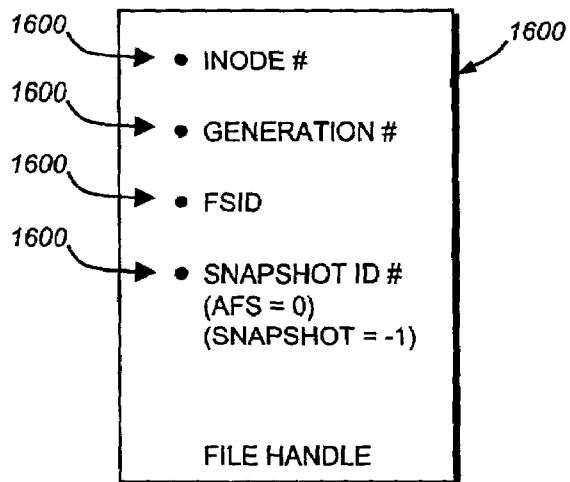 1600
1600
• INODE #
1600
• GENERATION #
1600
• FSID
1600
• SNAPSHOT ID #
(AFS = 0)
(SNAPSHOT = -1)
FILE HANDLE